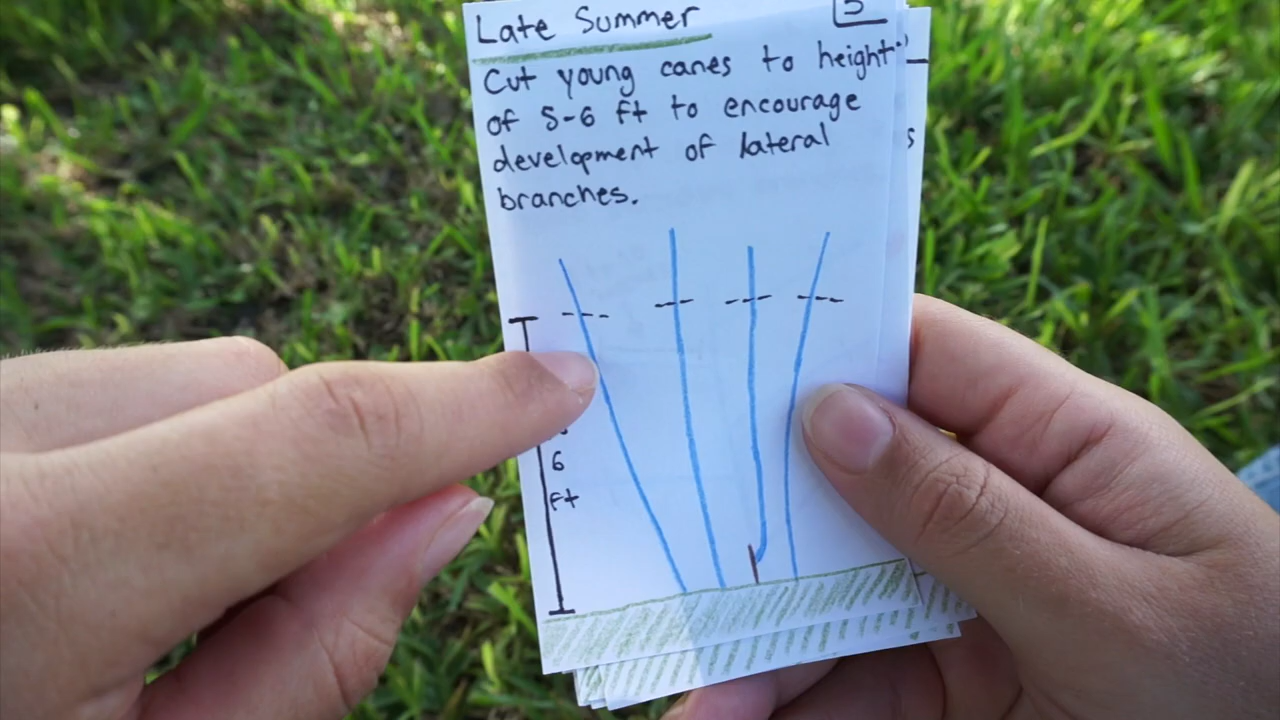 Late Summer
Cut young canes to height
of 5-6 ft to encourage
development of lateral
branches.
6
ft